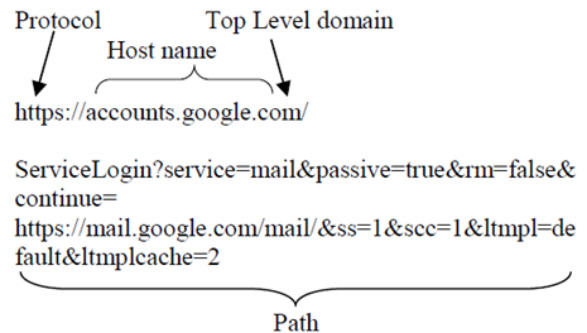 Protocol Top Level domain
Host name
https://accounts.google.com/
ServiceLogin?service=mail&passive=true&rm=false&
continue=
https://mail.google.com/mail/&ss=1&scc=1&ltmpl=de
fault&ltmplcache=2
Path